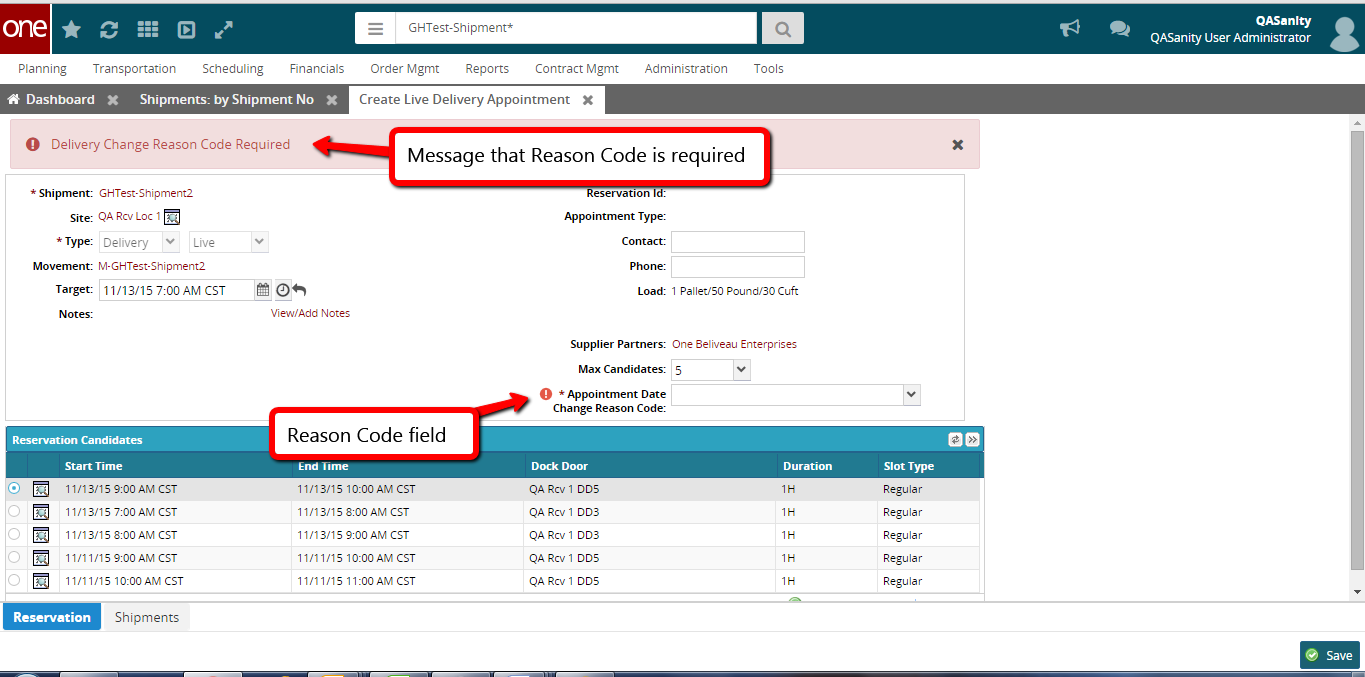 one
GHTest-Shipment*
QASanity
QASanity User Administrator
Planning Transportation Scheduling Financials Order Mgmt Reports Contract Mgmt Administration Tools
Dashboard Shipments: by Shipment No Create Live Delivery Appointment
Delivery Change Reason Code Required
Message that Reason Code is required
* Shipment: GHTest-Shipment2
Site: QA Rcv Loc 1
* Type: Delivery Live
Movement: M-GHTest-Shipment2
Target: 11/13/15 7:00 AM CST
Notes: View/Add Notes
Reservation Id:
Appointment Type:
Contact:
Phone:
Load: 1 Pallet/50 Pound/30 Cuft
Supplier Partners: One Beliveau Enterprises
Max Candidates: 5
* Appointment Date
Change Reason Code:
Reason Code field
Reservation Candidates
Start Time End Time Dock Door Duration Slot Type
11/13/15 9:00 AM CST 11/13/15 10:00 AM CST QA Rcv 1 DD5 1H Regular
11/13/15 7:00 AM CST 11/13/15 8:00 AM CST QA Rcv 1 DD3 1H Regular
11/13/15 8:00 AM CST 11/13/15 9:00 AM CST QA Rcv 1 DD3 1H Regular
11/11/15 9:00 AM CST 11/11/15 10:00 AM CST QA Rcv 1 DD5 1H Regular
11/11/15 10:00 AM CST 11/11/15 11:00 AM CST QA Rcv 1 DD5 1H Regular
Reservation Shipments
Save